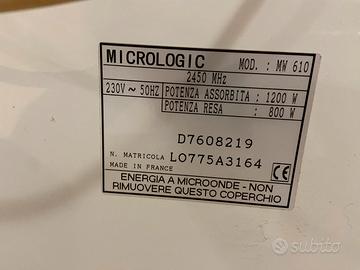 MICROLOGIC MOD. : MW 610
2450 MHz
230V ~ 50HZ POTENZA ASSORBITA : 1200 W
POTENZA RESA : 800 W
D7608219
N. MATRICOLA LO775A3164
MADE IN FRANCE CE
ENERGIA A MICROONDE - NON
RIMUOVERE QUESTO COPERCHIO
subito